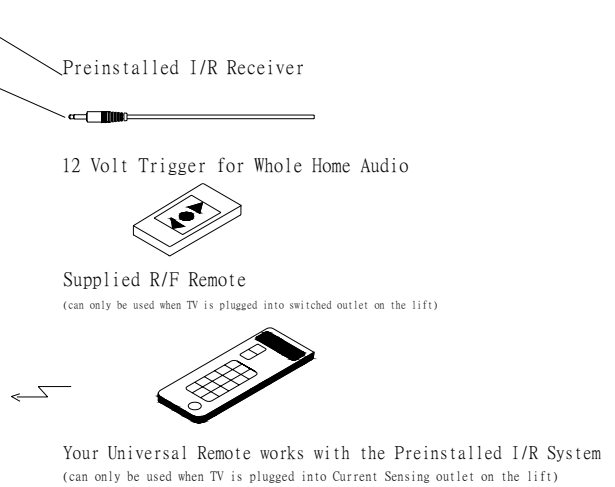 Preinstalled I/R Receiver
12 Volt Trigger for Whole Home Audio
Supplied R/F Remote
(can only be used when TV is plugged into switched outlet on the lift)
Your Universal Remote works with the Preinstalled I/R System
(can only be used when TV is plugged into Current Sensing outlet on the lift)